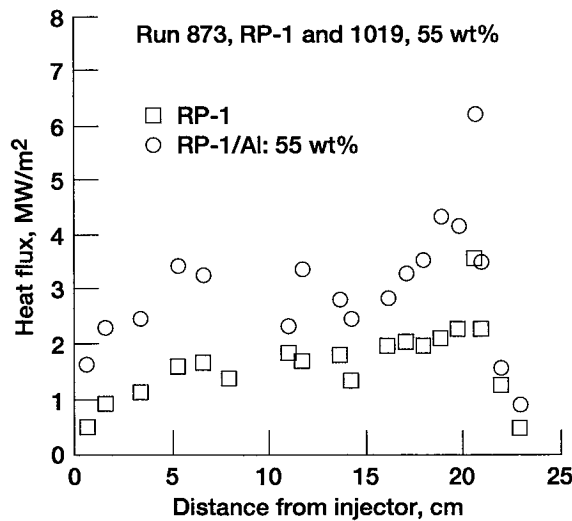 Run 873, RP-1 and 1019, 55 wt%
RP-1
RP-1/Al: 55 wt%
Heat flux, MW/m²
8
7
6
5
4
3
2
1
0
0 5 10 15 20 25
Distance from injector, cm